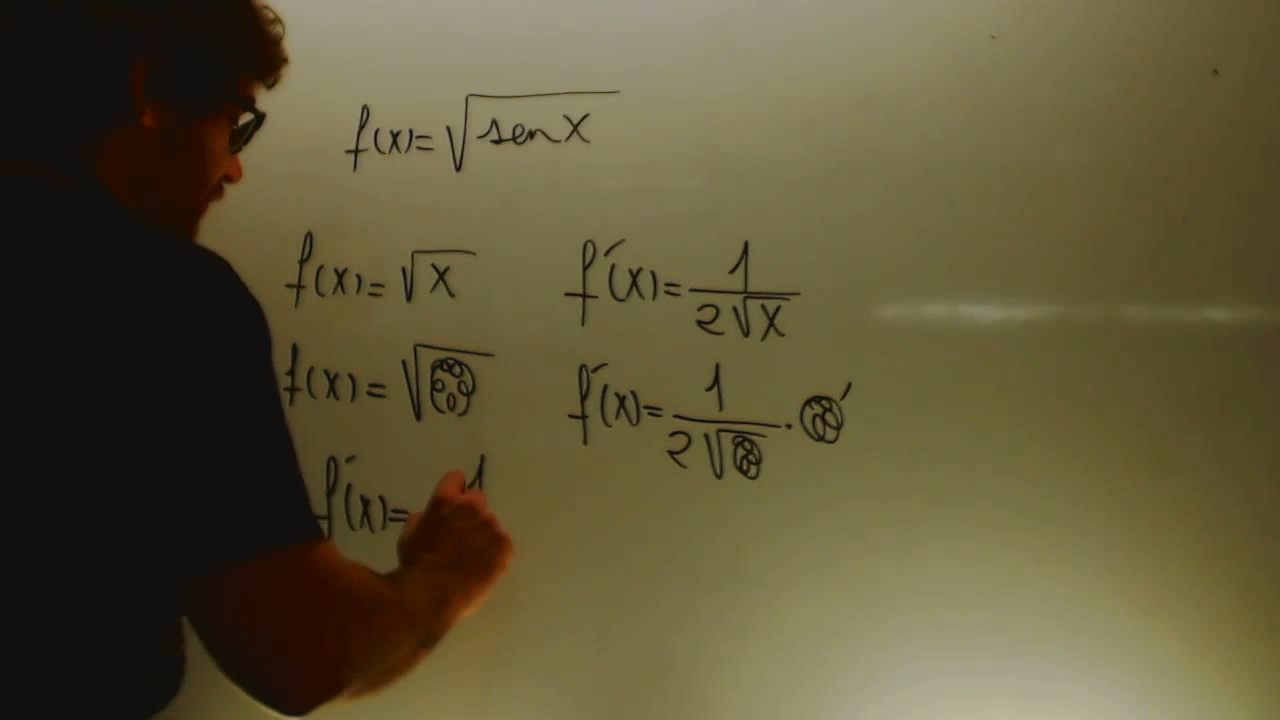 f(x)=√sen x
f(x)=√x f´(x)=1/2√x
f(x)=√ f´(x)=1/2√ · ´
f´(x)= 1